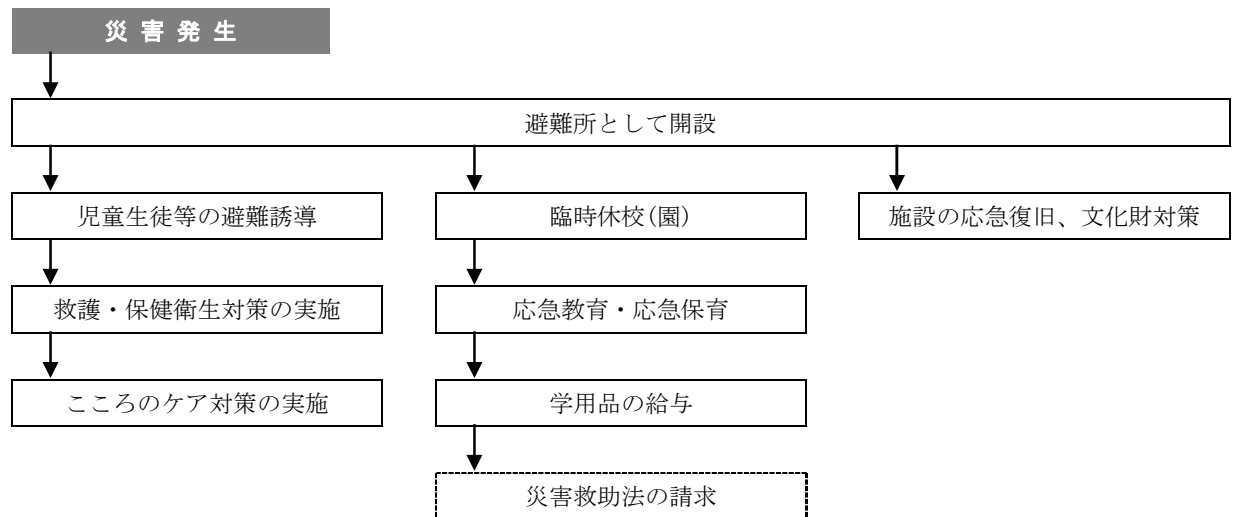 災 害 発 生
避難所として開設
児童生徒等の避難誘導
臨時休校(園)
施設の応急復旧、文化財対策
救護・保健衛生対策の実施
応急教育・応急保育
こころのケア対策の実施
学用品の給与
災害救助法の請求